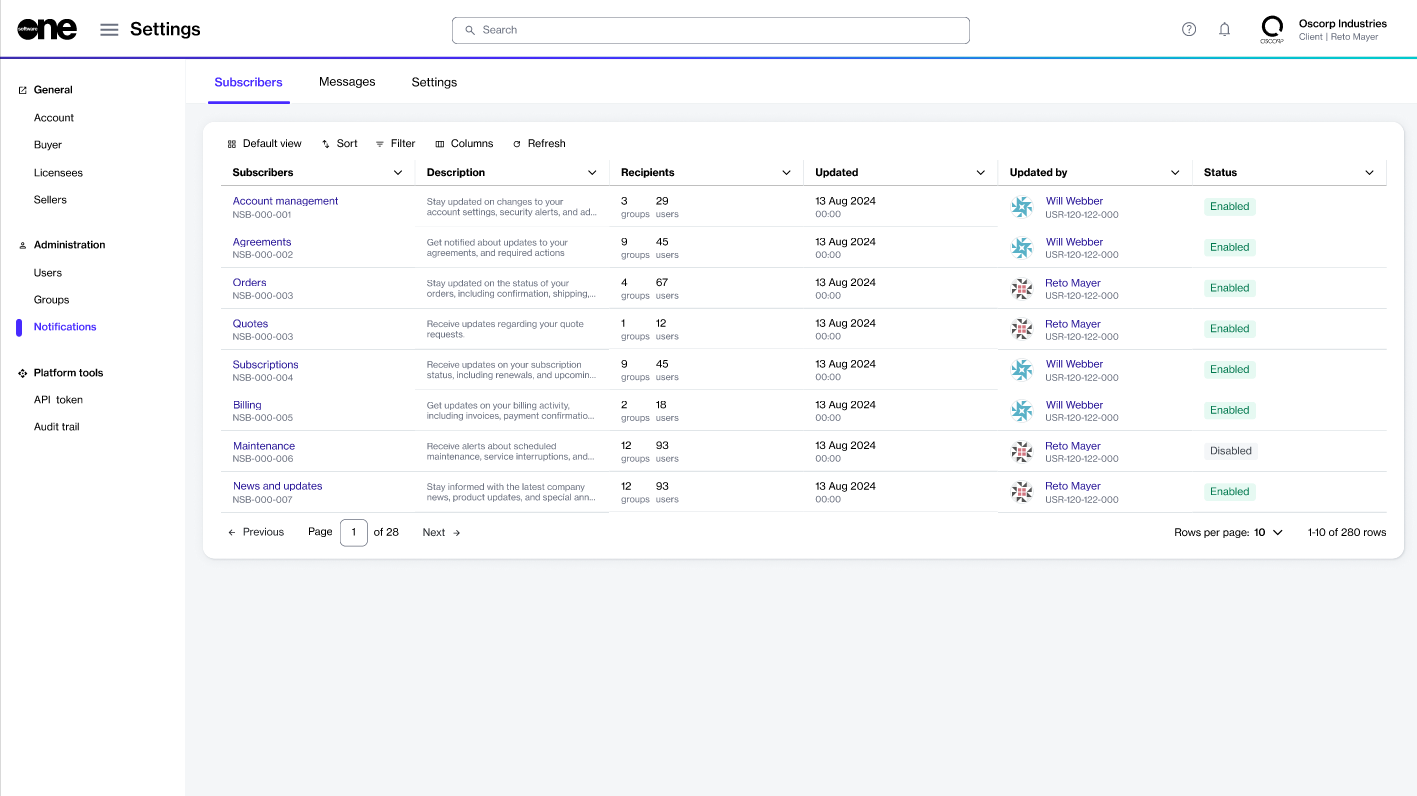 software one
Settings
Search
OSCORP
Oscorp Industries
Client | Reto Mayer
General
Account
Buyer
Licensees
Sellers
Administration
Users
Groups
Notifications
Platform tools
API token
Audit trail
Subscribers Messages Settings
Default view Sort Filter Columns Refresh
Subscribers Description Recipients Updated Updated by Status
Account management Stay updated on changes to your 3 29 13 Aug 2024 Will Webber Enabled
NSB-000-001 account settings, security alerts, and ad... groups users 00:00 USR-120-122-000
Agreements Get notified about updates to your 9 45 13 Aug 2024 Will Webber Enabled
NSB-000-002 agreements, and required actions groups users 00:00 USR-120-122-000
Orders Stay updated on the status of your 4 67 13 Aug 2024 Reto Mayer Enabled
NSB-000-003 orders, including confirmation, shipping,... groups users 00:00 USR-120-122-000
Quotes Receive updates regarding your quote 1 12 13 Aug 2024 Reto Mayer Enabled
NSB-000-003 requests. groups users 00:00 USR-120-122-000
Subscriptions Receive updates on your subscription 9 45 13 Aug 2024 Will Webber Enabled
NSB-000-004 status, including renewals, and upcomin... groups users 00:00 USR-120-122-000
Billing Get updates on your billing activity, 2 18 13 Aug 2024 Will Webber Enabled
NSB-000-005 including invoices, payment confirmatio... groups users 00:00 USR-120-122-000
Maintenance Receive alerts about scheduled 12 93 13 Aug 2024 Reto Mayer Disabled
NSB-000-006 maintenance, service interruptions, and... groups users 00:00 USR-120-122-000
News and updates Stay informed with the latest company 12 93 13 Aug 2024 Reto Mayer Enabled
NSB-000-007 news, product updates, and special ann... groups users 00:00 USR-120-122-000
Previous Page 1 of 28 Next Rows per page: 10 1-10 of 280 rows